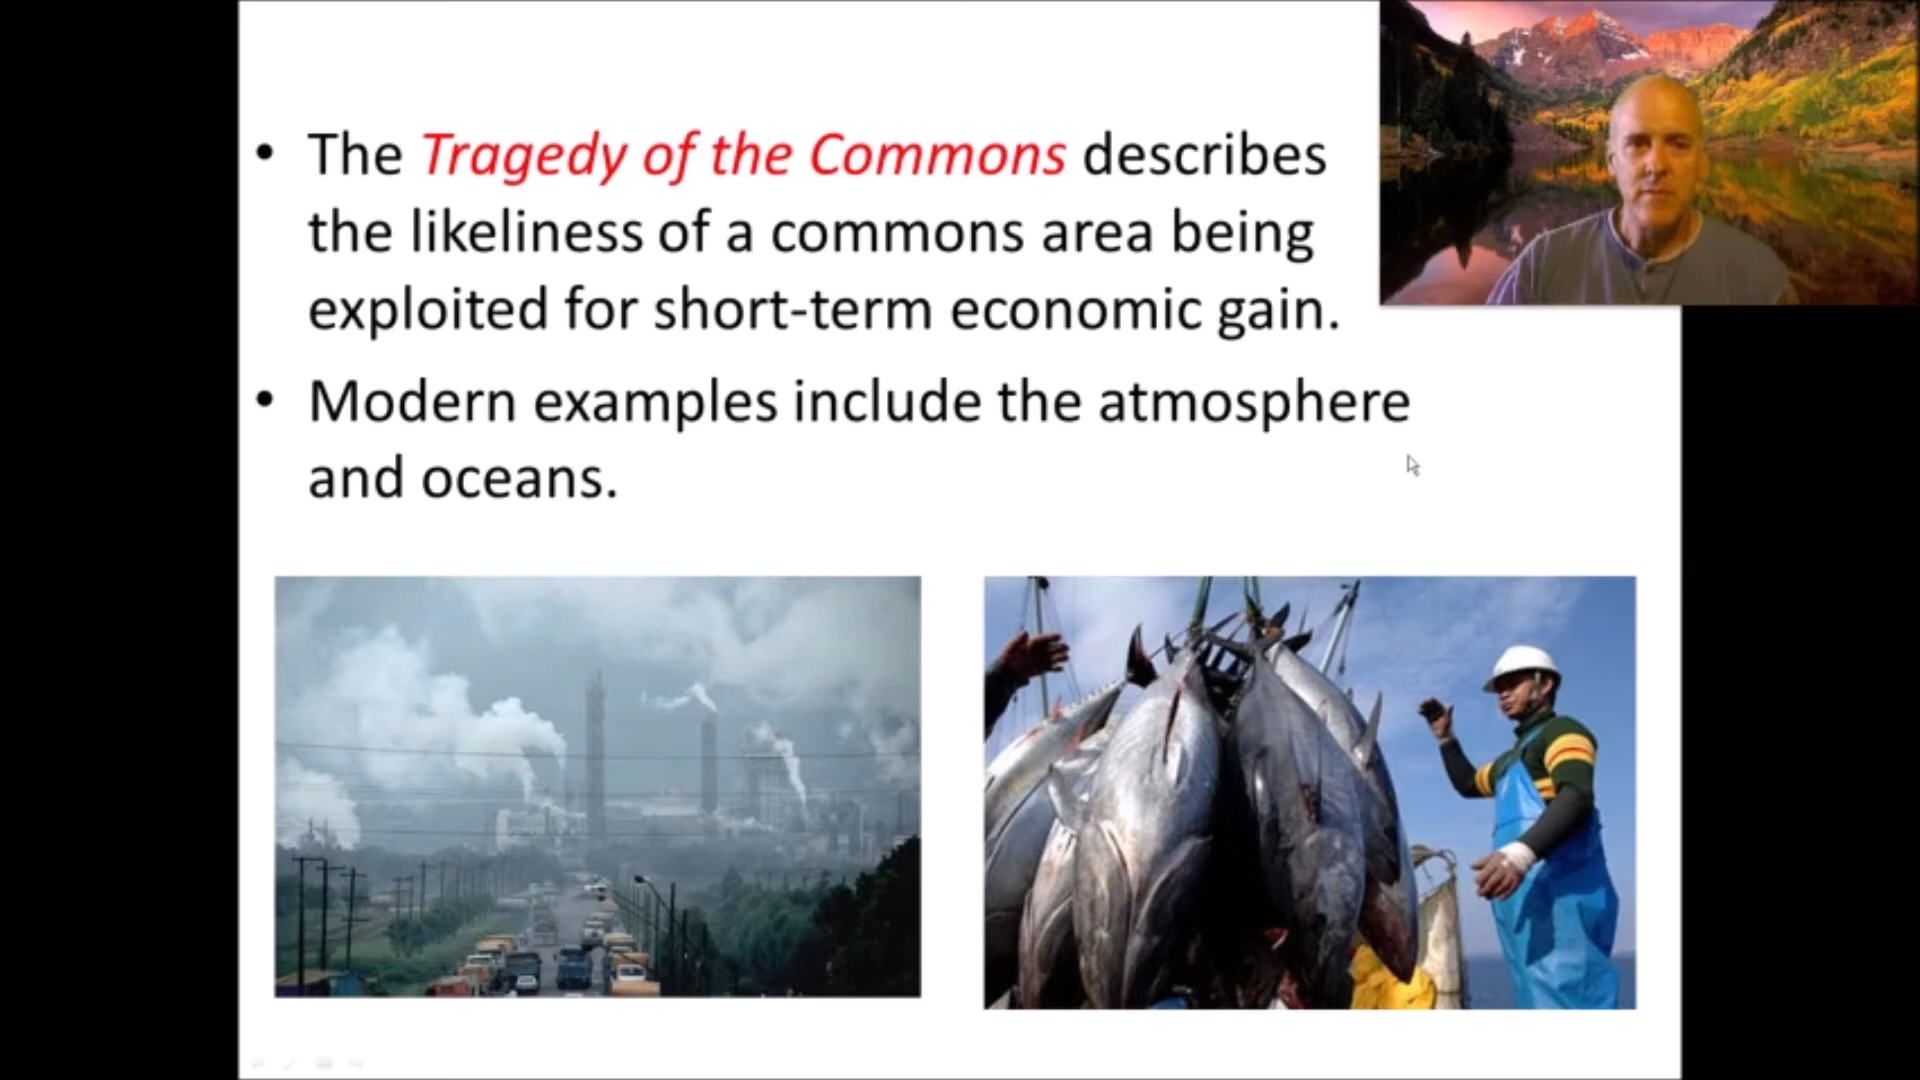 • The Tragedy of the Commons describes
the likeliness of a commons area being
exploited for short-term economic gain.
• Modern examples include the atmosphere
and oceans.